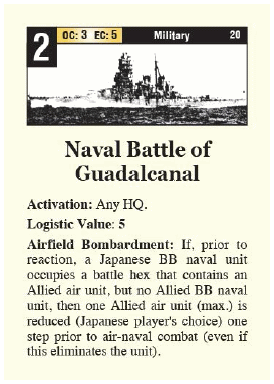 2 OC: 3 EC: 5 Military 20
Naval Battle of
Guadalcanal
Activation: Any HQ.
Logistic Value: 5
Airfield Bombardment: If, prior to
reaction, a Japanese BB naval unit
occupies a battle hex that contains an
Allied air unit, but no Allied BB naval
unit, then one Allied air unit (max.) is
reduced (Japanese player's choice) one
step prior to air-naval combat (even if
this eliminates the unit).